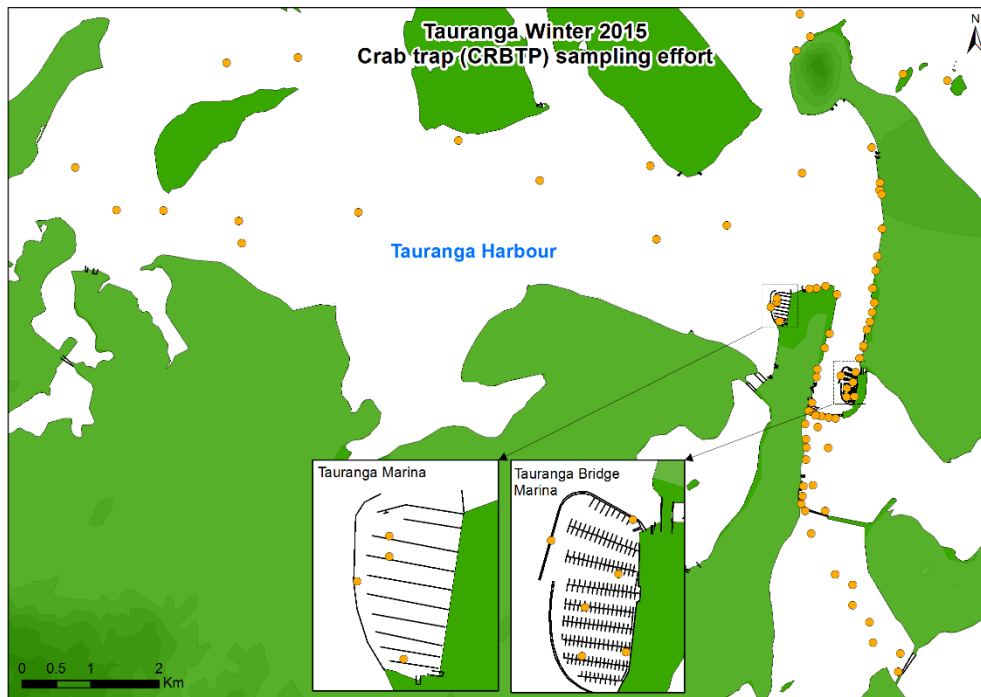 Tauranga Winter 2015
Crab trap (CRBTP) sampling effort
N
Tauranga Harbour
Tauranga Marina
Tauranga Bridge
Marina
0 0.5 1 2
Km